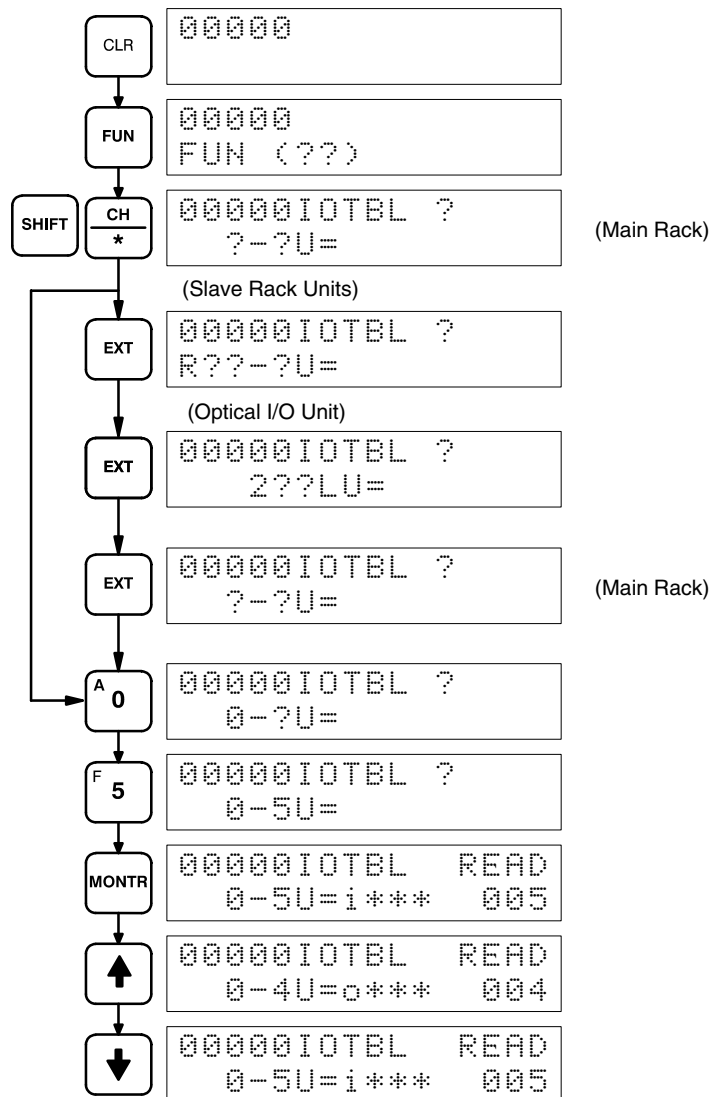 CLR
00000
FUN
00000
FUN (??)
SHIFT
CH
*
00000IOTBL ?
?-?U=
(Main Rack)
(Slave Rack Units)
EXT
00000IOTBL ?
R??-?U=
(Optical I/O Unit)
EXT
00000IOTBL ?
2??LU=
EXT
00000IOTBL ?
?-?U=
(Main Rack)
A
0
00000IOTBL ?
0-?U=
F
5
00000IOTBL ?
0-5U=
MONTR
00000IOTBL READ
0-5U=i*** 005
00000IOTBL READ
0-4U=o*** 004
00000IOTBL READ
0-5U=i*** 005